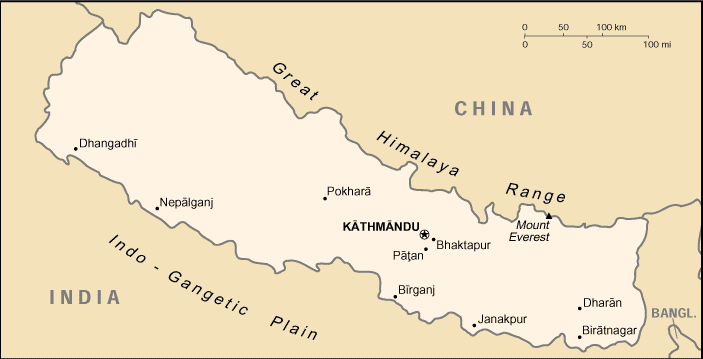 0 50 100 km
0 50 100 mi
CHINA
Great Himalaya Range
Dhangadhī
Nepālganj
Pokharā
KĀTHMĀNDU
Bhaktapur
Pāṭan
Mount
Everest
Indo - Gangetic Plain
INDIA
Bīrganj
Janakpur
Dharān
Birātnagar
BANGL.